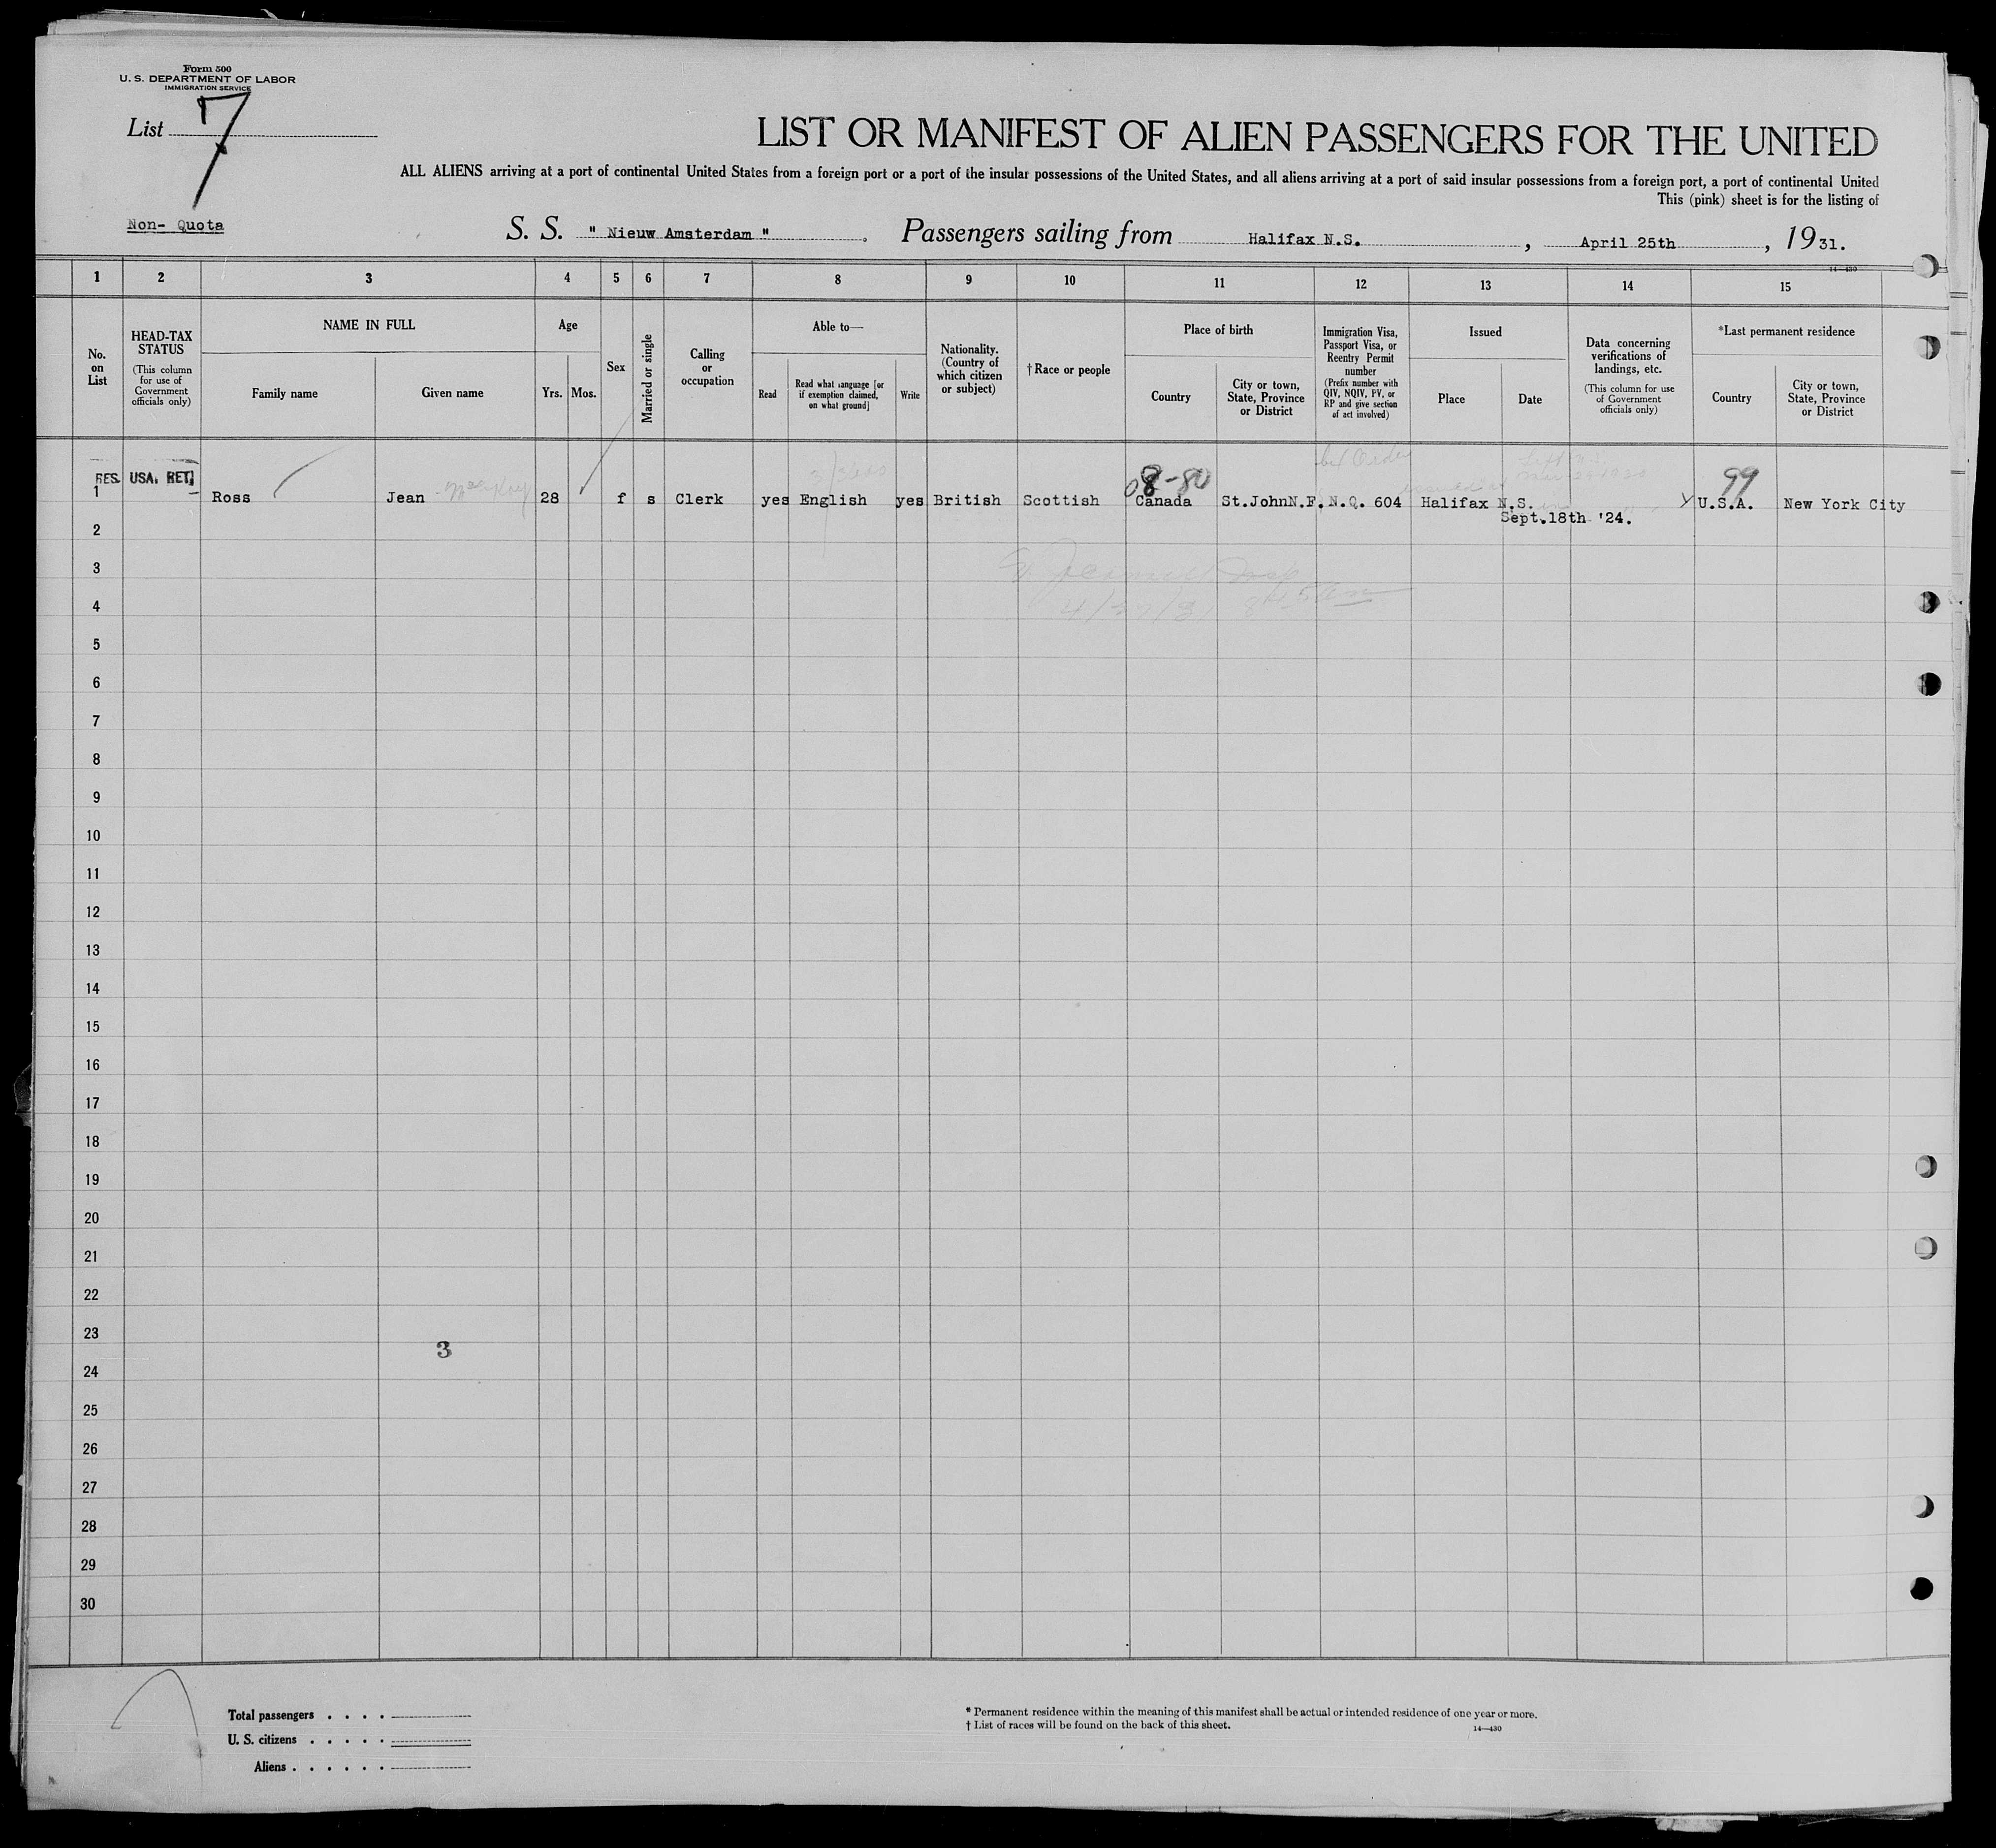 Form 500
U. S. DEPARTMENT OF LABOR
IMMIGRATION SERVICE
List 7
LIST OR MANIFEST OF ALIEN PASSENGERS FOR THE UNITED
ALL ALIENS arriving at a port of continental United States from a foreign port or a port of the insular possessions of the United States, and all aliens arriving at a port of said insular possessions from a foreign port, a port of continental United
This (pink) sheet is for the listing of
Non- Quota
S. S. " Nieuw Amsterdam ". Passengers sailing from Halifax N.S. , April 25th , 19 31.
14—430
1 2 3 4 5 6 7 8 9 10 11 12 13 14 15
No. on List
HEAD-TAX STATUS
(This column for use of Government officials only)
NAME IN FULL
Family name
Given name
Age
Yrs.
Mos.
Sex
Married or single
Calling or occupation
Able to—
Read
Read what language [or if exemption claimed, on what ground]
Write
Nationality. (Country of which citizen or subject)
†Race or people
Place of birth
Country
City or town, State, Province or District
Immigration Visa, Passport Visa, or Reentry Permit number
(Prefix number with QIV, NQIV, PV, or RP and give section of act involved)
Issued
Place
Date
Data concerning verifications of landings, etc.
(This column for use of Government officials only)
*Last permanent residence
Country
City or town, State, Province or District
RES. USA. RET.
08-80
99
1 Ross Jean 28 f s Clerk yes English yes British Scottish Canada St.JohnN.F. N.Q. 604 Halifax N.S. U.S.A. New York City
Sept.18th '24.
2
3
4
5
6
7
8
9
10
11
12
13
14
15
16
17
18
19
20
21
22
23
3
24
25
26
27
28
29
30
Total passengers . . . .
U. S. citizens . . . . .
Aliens . . . . . .
* Permanent residence within the meaning of this manifest shall be actual or intended residence of one year or more.
† List of races will be found on the back of this sheet.
14—430